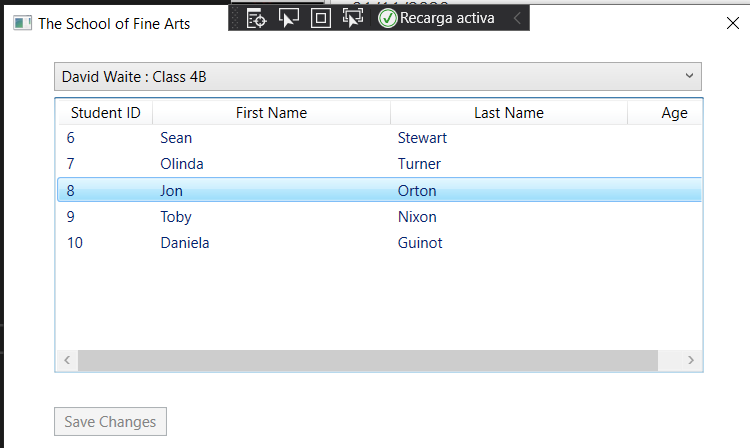 The School of Fine Arts
Recarga activa
David Waite : Class 4B
Student ID First Name Last Name Age
6 Sean Stewart
7 Olinda Turner
8 Jon Orton
9 Toby Nixon
10 Daniela Guinot
Save Changes